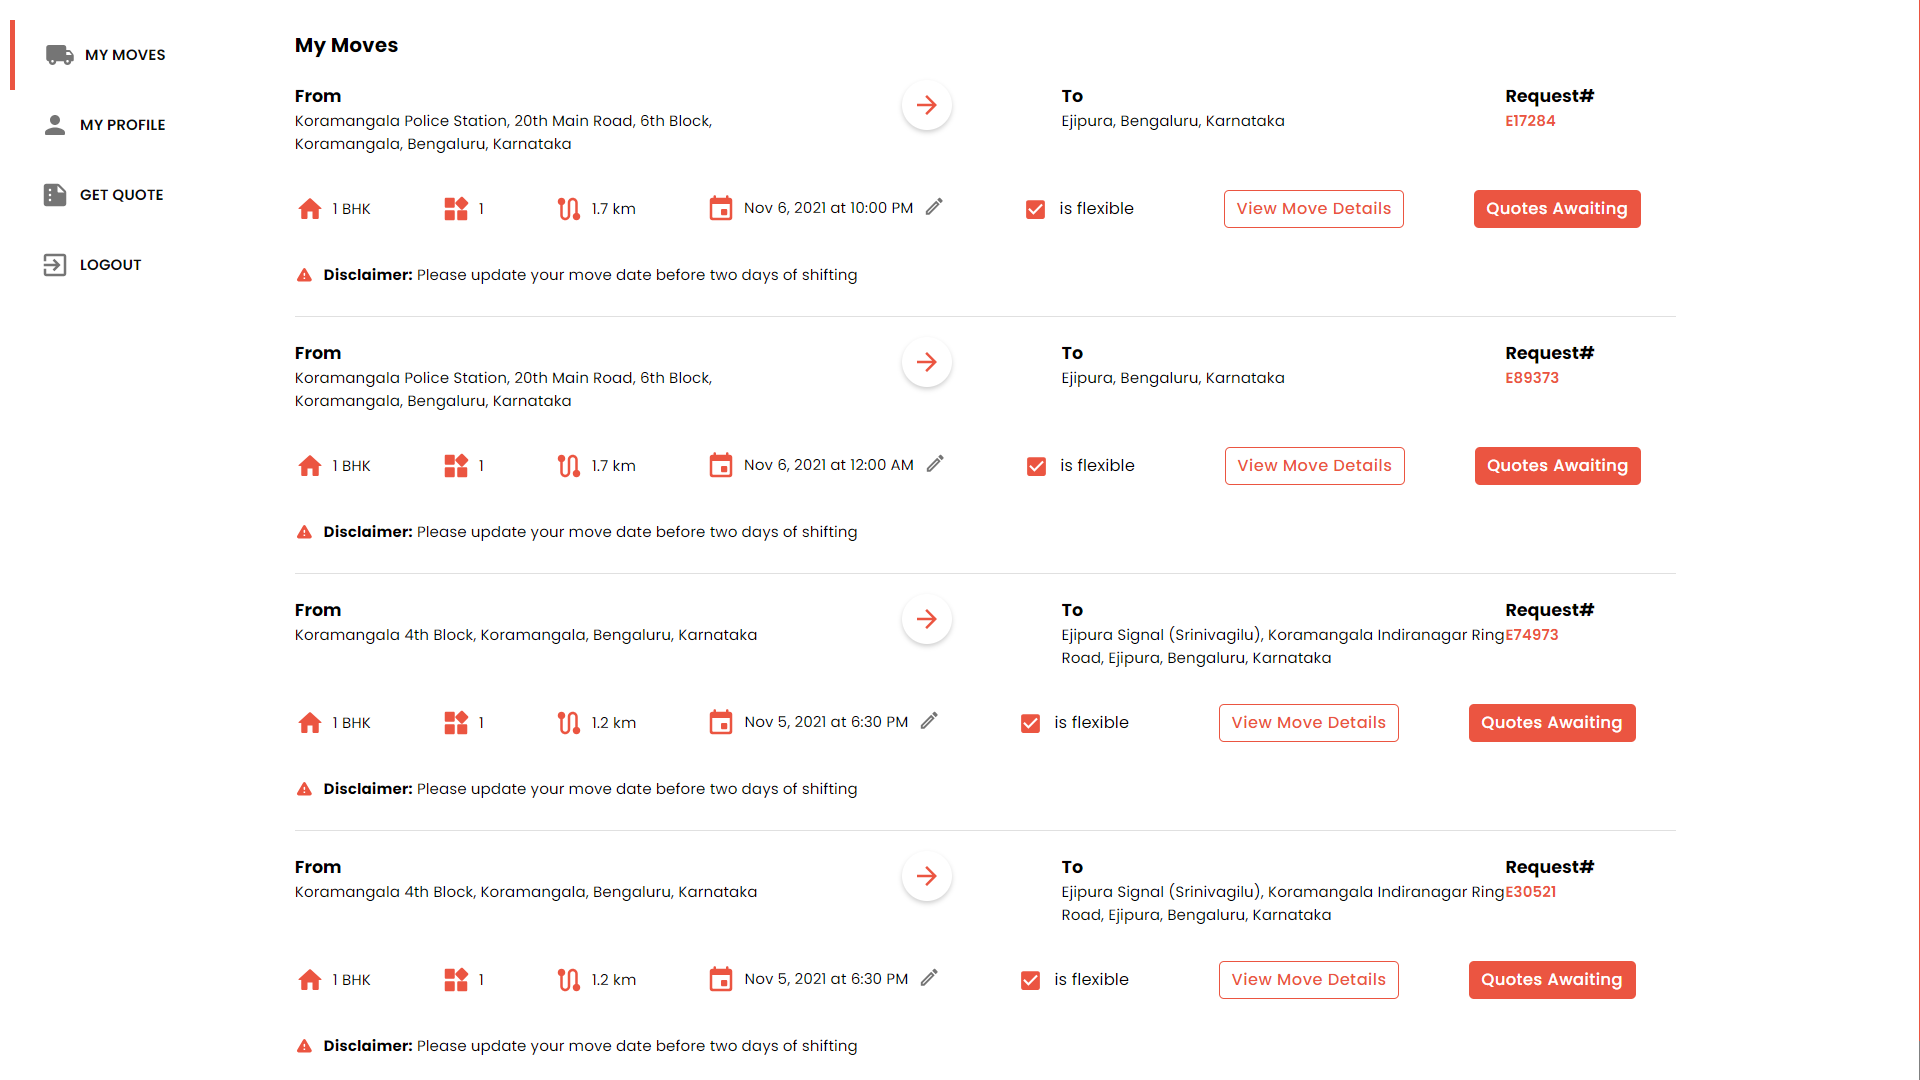 MY MOVES
MY PROFILE
GET QUOTE
LOGOUT
My Moves
From
Koramangala Police Station, 20th Main Road, 6th Block,
Koramangala, Bengaluru, Karnataka
To
Ejipura, Bengaluru, Karnataka
Request#
E17284
1 BHK
1
1.7 km
Nov 6, 2021 at 10:00 PM
is flexible
View Move Details
Quotes Awaiting
Disclaimer: Please update your move date before two days of shifting
From
Koramangala Police Station, 20th Main Road, 6th Block,
Koramangala, Bengaluru, Karnataka
To
Ejipura, Bengaluru, Karnataka
Request#
E89373
1 BHK
1
1.7 km
Nov 6, 2021 at 12:00 AM
is flexible
View Move Details
Quotes Awaiting
Disclaimer: Please update your move date before two days of shifting
From
Koramangala 4th Block, Koramangala, Bengaluru, Karnataka
To
Ejipura Signal (Srinivagilu), Koramangala Indiranagar Ring
Road, Ejipura, Bengaluru, Karnataka
Request#
E74973
1 BHK
1
1.2 km
Nov 5, 2021 at 6:30 PM
is flexible
View Move Details
Quotes Awaiting
Disclaimer: Please update your move date before two days of shifting
From
Koramangala 4th Block, Koramangala, Bengaluru, Karnataka
To
Ejipura Signal (Srinivagilu), Koramangala Indiranagar Ring
Road, Ejipura, Bengaluru, Karnataka
Request#
E30521
1 BHK
1
1.2 km
Nov 5, 2021 at 6:30 PM
is flexible
View Move Details
Quotes Awaiting
Disclaimer: Please update your move date before two days of shifting